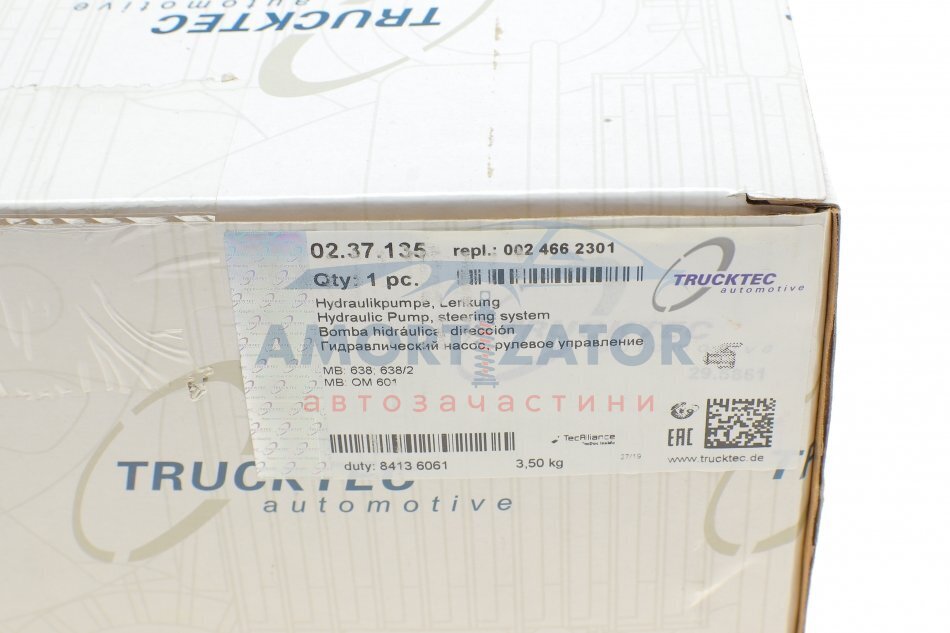 TRUCKTEC
automotive
02.37.135 repl.: 002 466 2301
Qty: 1 pc.
TRUCKTEC
automotive
Hydraulikpumpe, Lenkung
Hydraulic Pump, steering system
Bomba hidráulica, dirección
Гидравлический насос, рулевое управление
AMORTIZATOR
MB: 638; 638/2
MB: OM 601
автозачастини
TecAlliance
EAC
duty: 8413 6061 3,50 kg 27/19 www.trucktec.de
TRUCKTEC
automotive